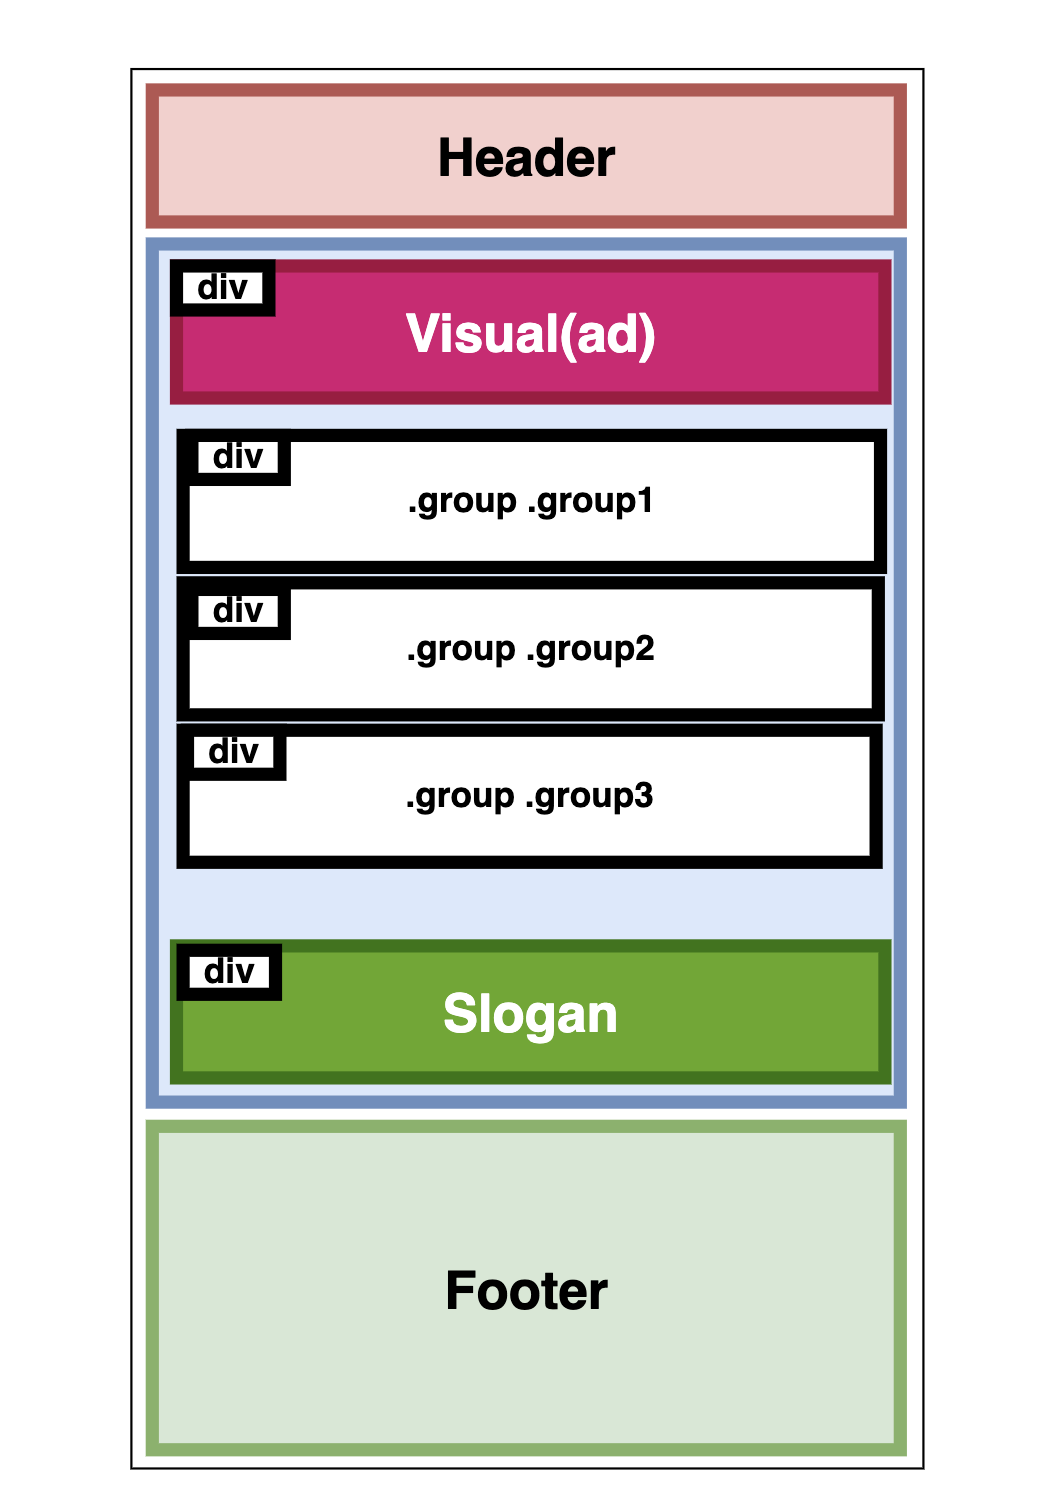 Header
div
Visual(ad)
div
.group .group1
div
.group .group2
div
.group .group3
div
Slogan
Footer